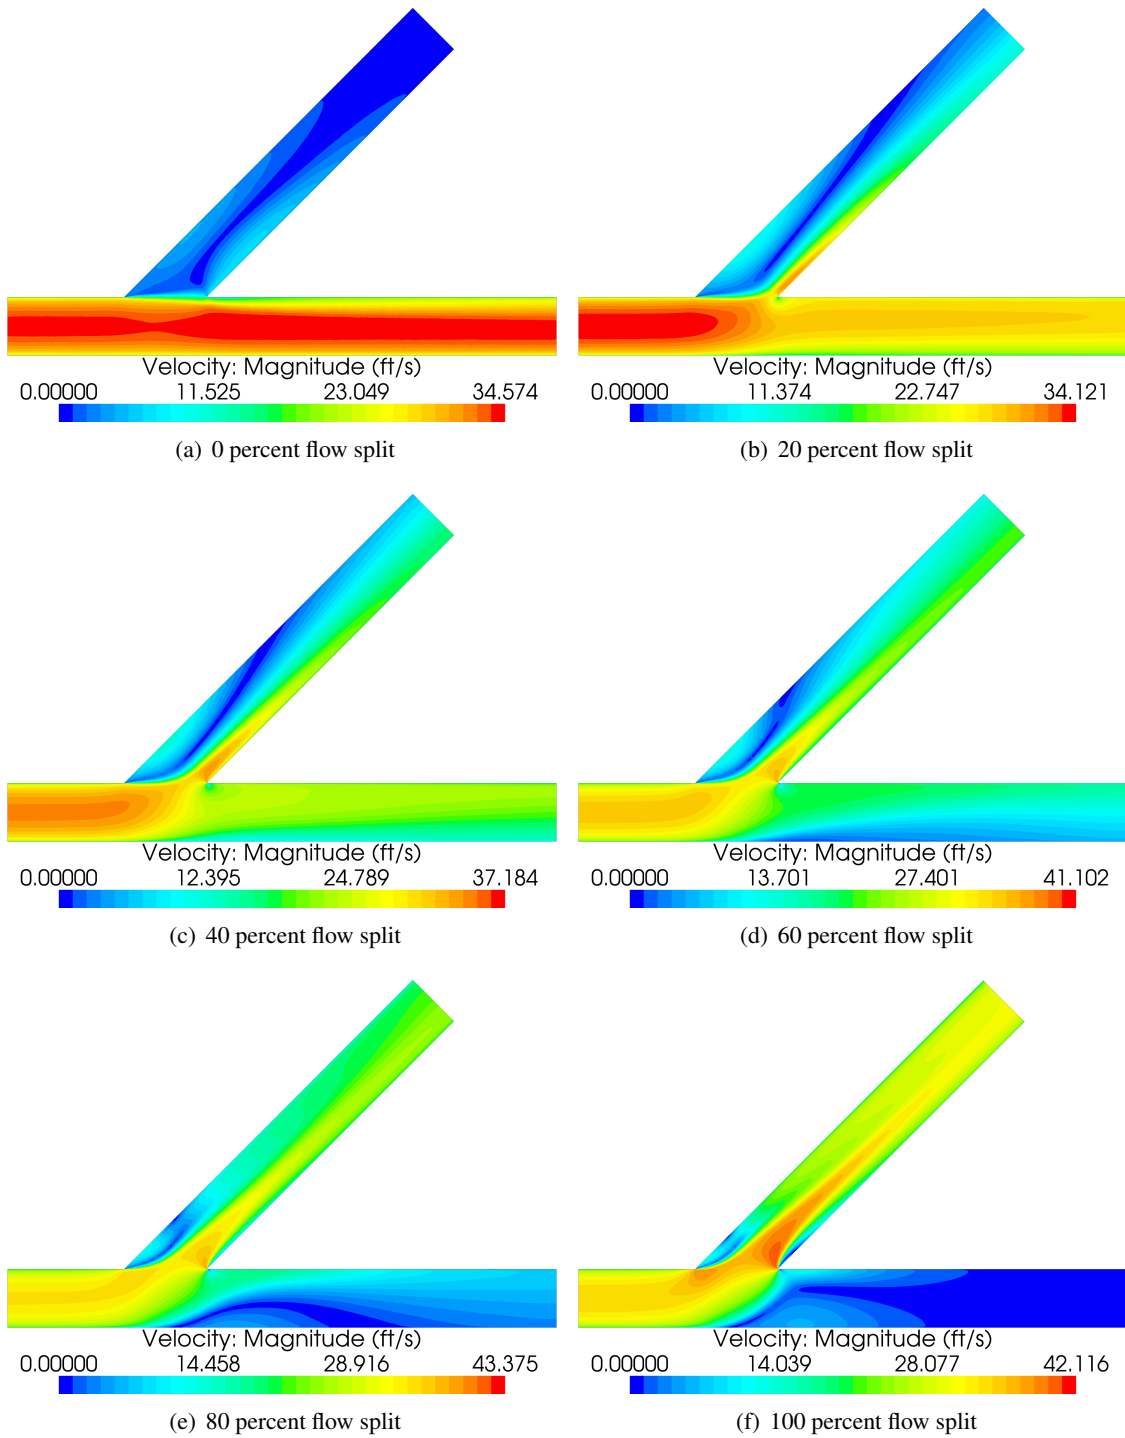 Velocity: Magnitude (ft/s)
0.00000 11.525 23.049 34.574
(a) 0 percent flow split
Velocity: Magnitude (ft/s)
0.00000 11.374 22.747 34.121
(b) 20 percent flow split
Velocity: Magnitude (ft/s)
0.00000 12.395 24.789 37.184
(c) 40 percent flow split
Velocity: Magnitude (ft/s)
0.00000 13.701 27.401 41.102
(d) 60 percent flow split
Velocity: Magnitude (ft/s)
0.00000 14.458 28.916 43.375
(e) 80 percent flow split
Velocity: Magnitude (ft/s)
0.00000 14.039 28.077 42.116
(f) 100 percent flow split